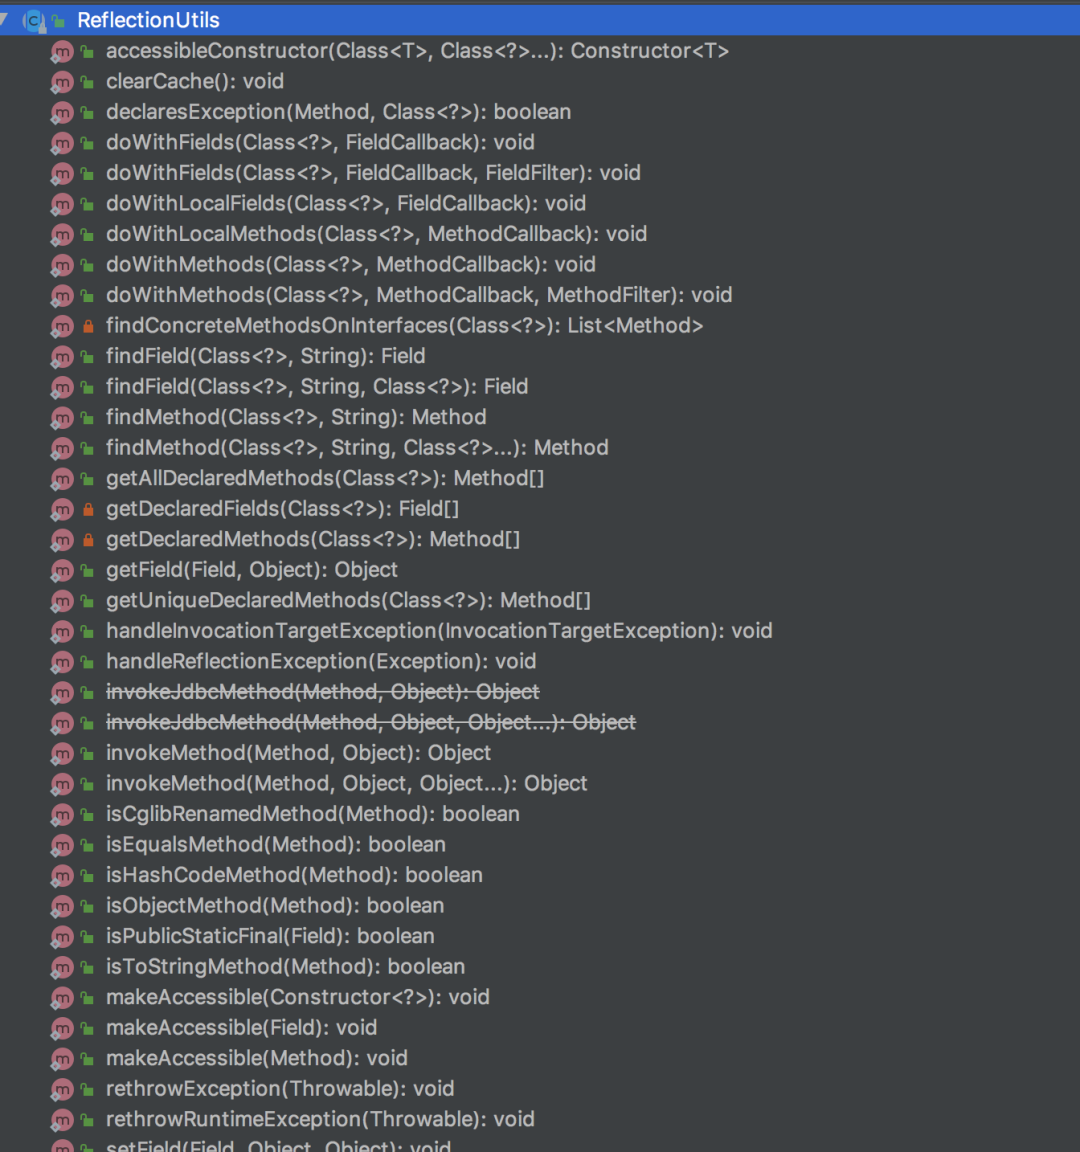 ReflectionUtils
accessibleConstructor(Class<T>, Class<?>...): Constructor<T>
clearCache(): void
declaresException(Method, Class<?>): boolean
doWithFields(Class<?>, FieldCallback): void
doWithFields(Class<?>, FieldCallback, FieldFilter): void
doWithLocalFields(Class<?>, FieldCallback): void
doWithLocalMethods(Class<?>, MethodCallback): void
doWithMethods(Class<?>, MethodCallback): void
doWithMethods(Class<?>, MethodCallback, MethodFilter): void
findConcreteMethodsOnInterfaces(Class<?>): List<Method>
findField(Class<?>, String): Field
findField(Class<?>, String, Class<?>): Field
findMethod(Class<?>, String): Method
findMethod(Class<?>, String, Class<?>...): Method
getAllDeclaredMethods(Class<?>): Method[]
getDeclaredFields(Class<?>): Field[]
getDeclaredMethods(Class<?>): Method[]
getField(Field, Object): Object
getUniqueDeclaredMethods(Class<?>): Method[]
handleInvocationTargetException(InvocationTargetException): void
handleReflectionException(Exception): void
invokeJdbcMethod(Method, Object): Object
invokeJdbcMethod(Method, Object, Object...): Object
invokeMethod(Method, Object): Object
invokeMethod(Method, Object, Object...): Object
isCglibRenamedMethod(Method): boolean
isEqualsMethod(Method): boolean
isHashCodeMethod(Method): boolean
isObjectMethod(Method): boolean
isPublicStaticFinal(Field): boolean
isToStringMethod(Method): boolean
makeAccessible(Constructor<?>): void
makeAccessible(Field): void
makeAccessible(Method): void
rethrowException(Throwable): void
rethrowRuntimeException(Throwable): void
setField(Field, Object, Object): void